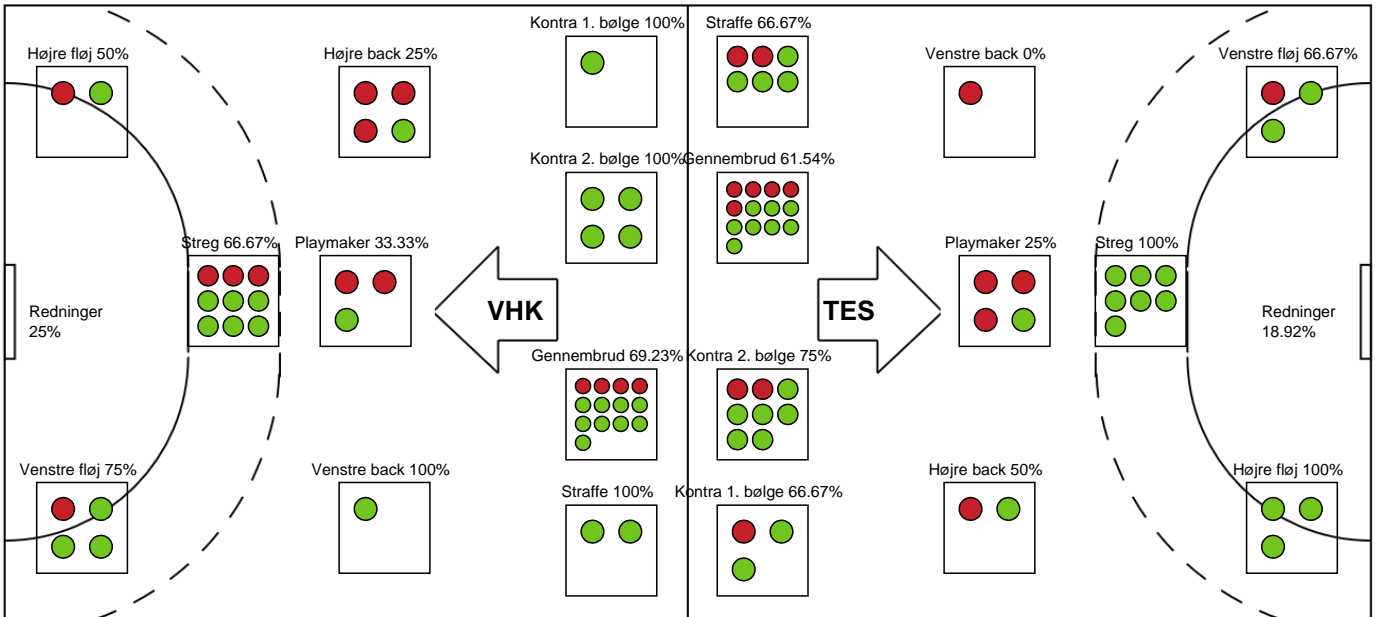 Kontra 1. bølge 100%
Straffe 66.67%
Højre fløj 50%
Højre back 25%
Venstre back 0%
Venstre fløj 66.67%
Kontra 2. bølge 100%
Gennembrud 61.54%
Streg 66.67%
Playmaker 33.33%
Playmaker 25%
Streg 100%
Redninger
25%
VHK
TES
Redninger
18.92%
Gennembrud 69.23%
Kontra 2. bølge 75%
Venstre fløj 75%
Venstre back 100%
Højre back 50%
Højre fløj 100%
Straffe 100%
Kontra 1. bølge 66.67%